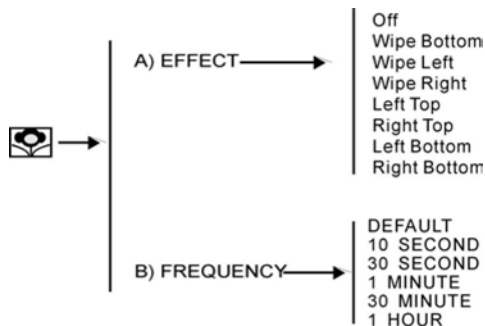 A) EFFECT
Off
Wipe Bottom
Wipe Left
Wipe Right
Left Top
Right Top
Left Bottom
Right Bottom
B) FREQUENCY
DEFAULT
10 SECOND
30 SECOND
1 MINUTE
30 MINUTE
1 HOUR